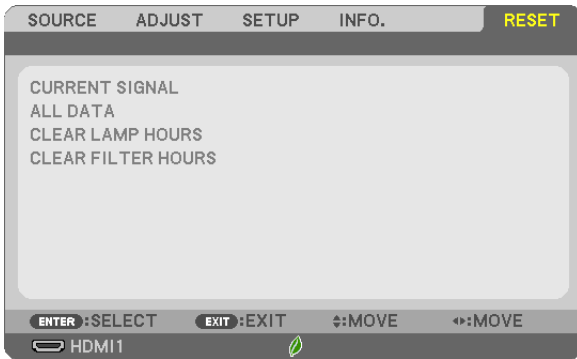 SOURCE ADJUST SETUP INFO. RESET
CURRENT SIGNAL
ALL DATA
CLEAR LAMP HOURS
CLEAR FILTER HOURS
ENTER :SELECT EXIT :EXIT :MOVE :MOVE
HDMI1